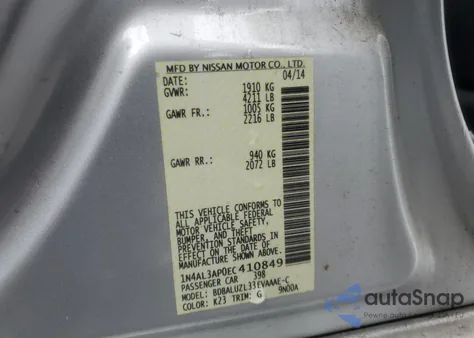 MFD BY NISSAN MOTOR CO., LTD.
DATE: 04/14
GVWR: 1910 KG
4211 LB
GAWR FR.: 1005 KG
2216 LB
GAWR RR.: 940 KG
2072 LB
THIS VEHICLE CONFORMS TO
ALL APPLICABLE FEDERAL
MOTOR VEHICLE SAFETY,
BUMPER, AND THEFT
PREVENTION STANDARDS IN
EFFECT ON THE DATE OF
MANUFACTURE SHOWN ABOVE.
1N4AL3AP0EC410849
PASSENGER CAR 398
MODEL: BDBALUZL33EVAAAE-C
COLOR: K23 TRIM: G 9N00A
autoSnap